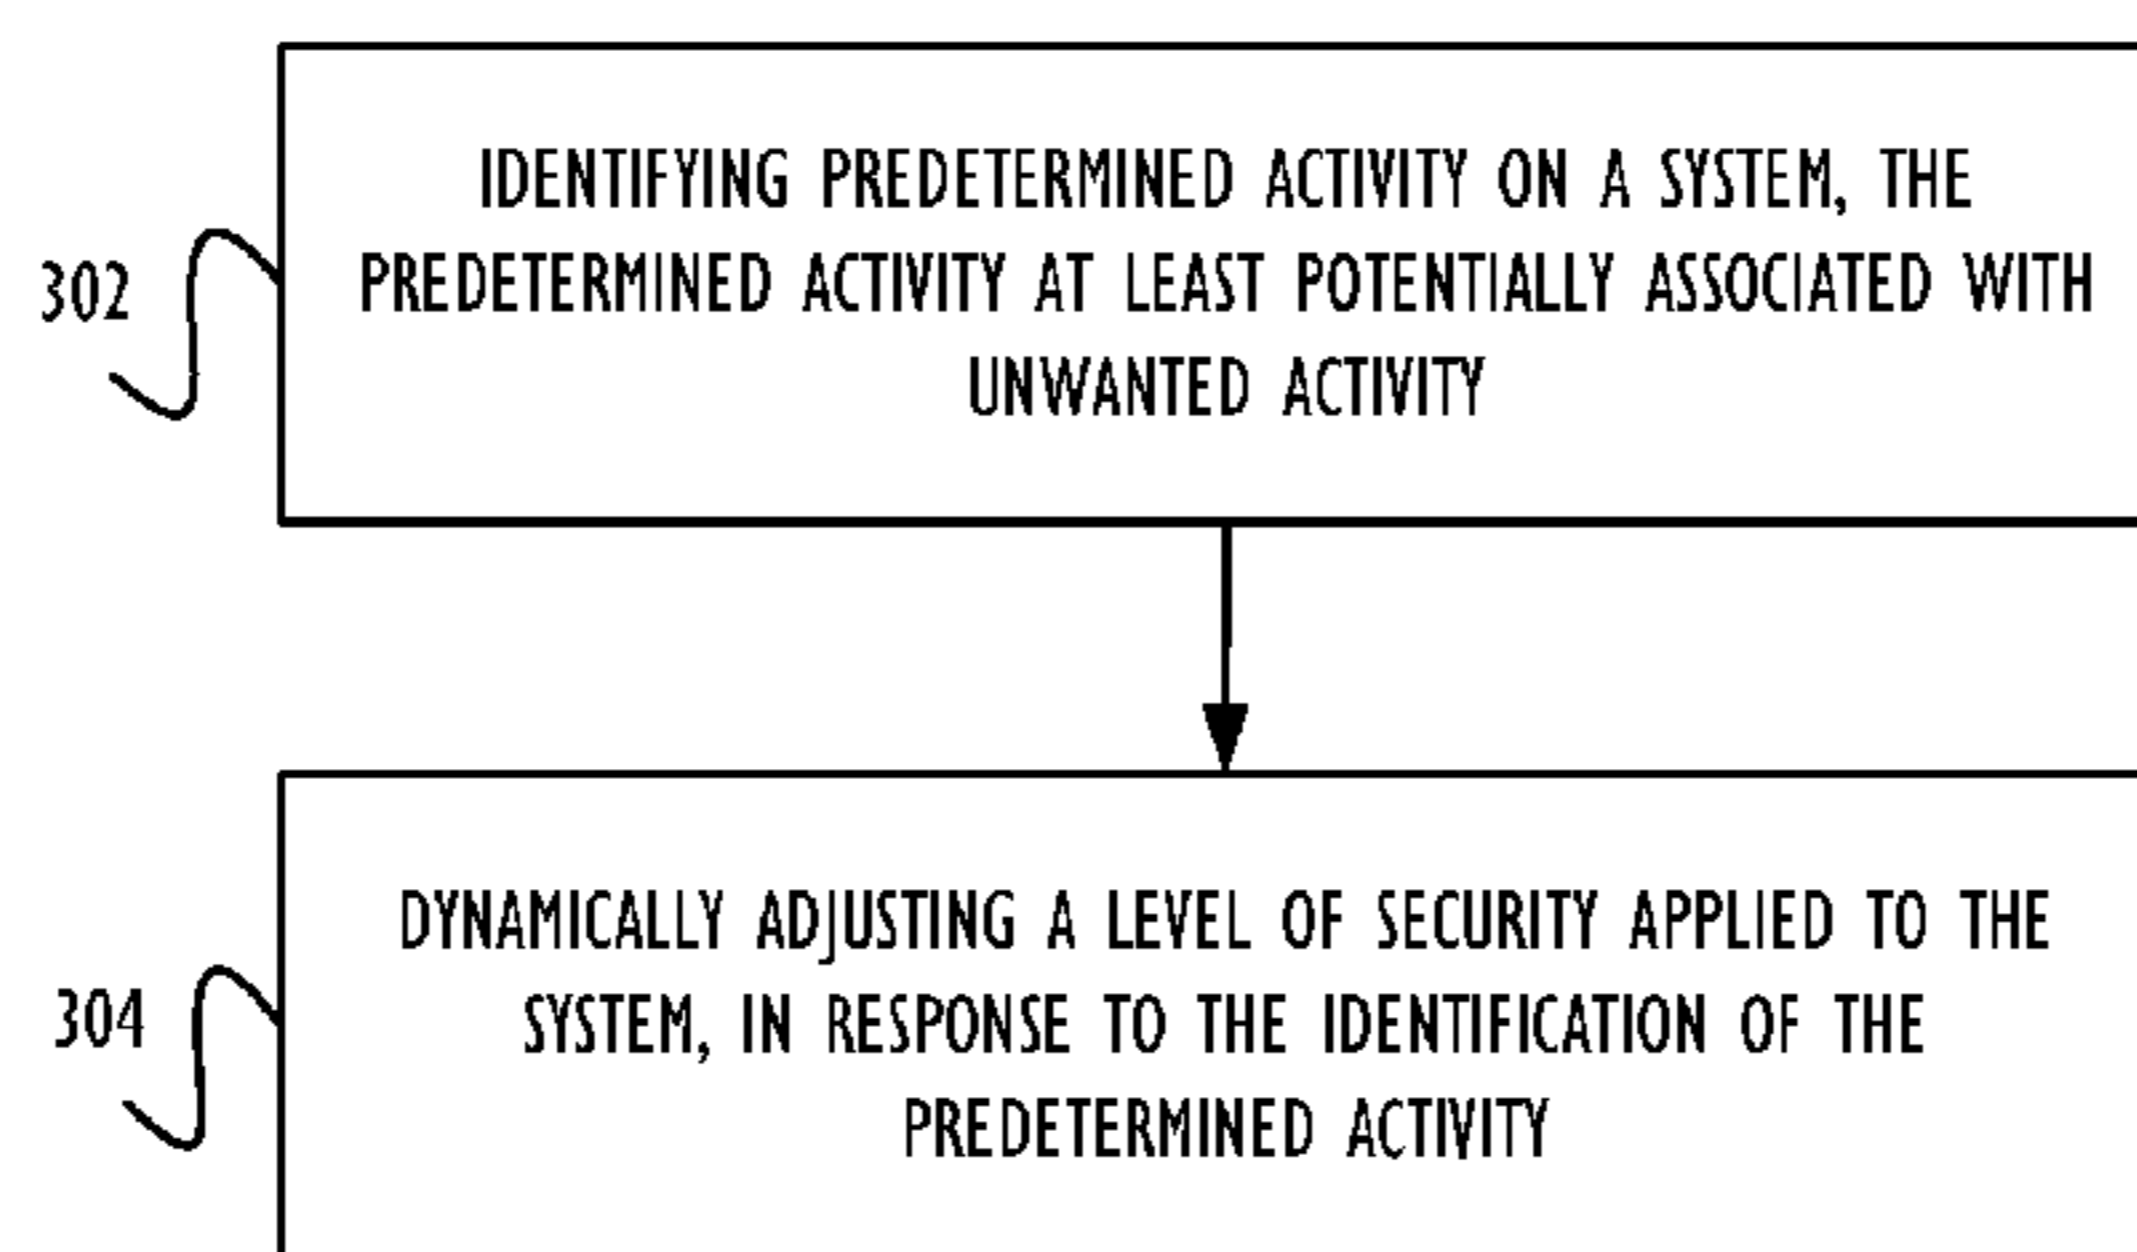 IDENTIFYING PREDETERMINED ACTIVITY ON A SYSTEM, THE
PREDETERMINED ACTIVITY AT LEAST POTENTIALLY ASSOCIATED WITH
UNWANTED ACTIVITY
302
DYNAMICALLY ADJUSTING A LEVEL OF SECURITY APPLIED TO THE
SYSTEM, IN RESPONSE TO THE IDENTIFICATION OF THE
PREDETERMINED ACTIVITY
304